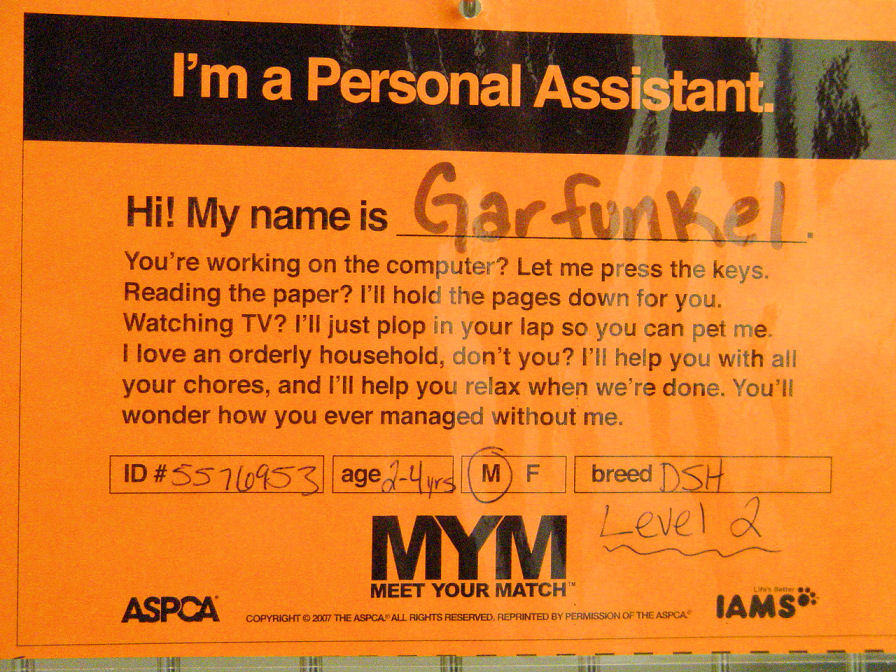 I'm a Personal Assistant.
Hi! My name is Garfunkel.
You're working on the computer? Let me press the keys.
Reading the paper? I'll hold the pages down for you.
Watching TV? I'll just plop in your lap so you can pet me.
I love an orderly household, don't you? I'll help you with all
your chores, and I'll help you relax when we're done. You'll
wonder how you ever managed without me.
ID # 5576953 age 2-4 yrs M F breed DSH
Level 2
MYM
MEET YOUR MATCH™
ASPCA® COPYRIGHT © 2007 THE ASPCA.® ALL RIGHTS RESERVED. REPRINTED BY PERMISSION OF THE ASPCA.® Life's Better IAMS